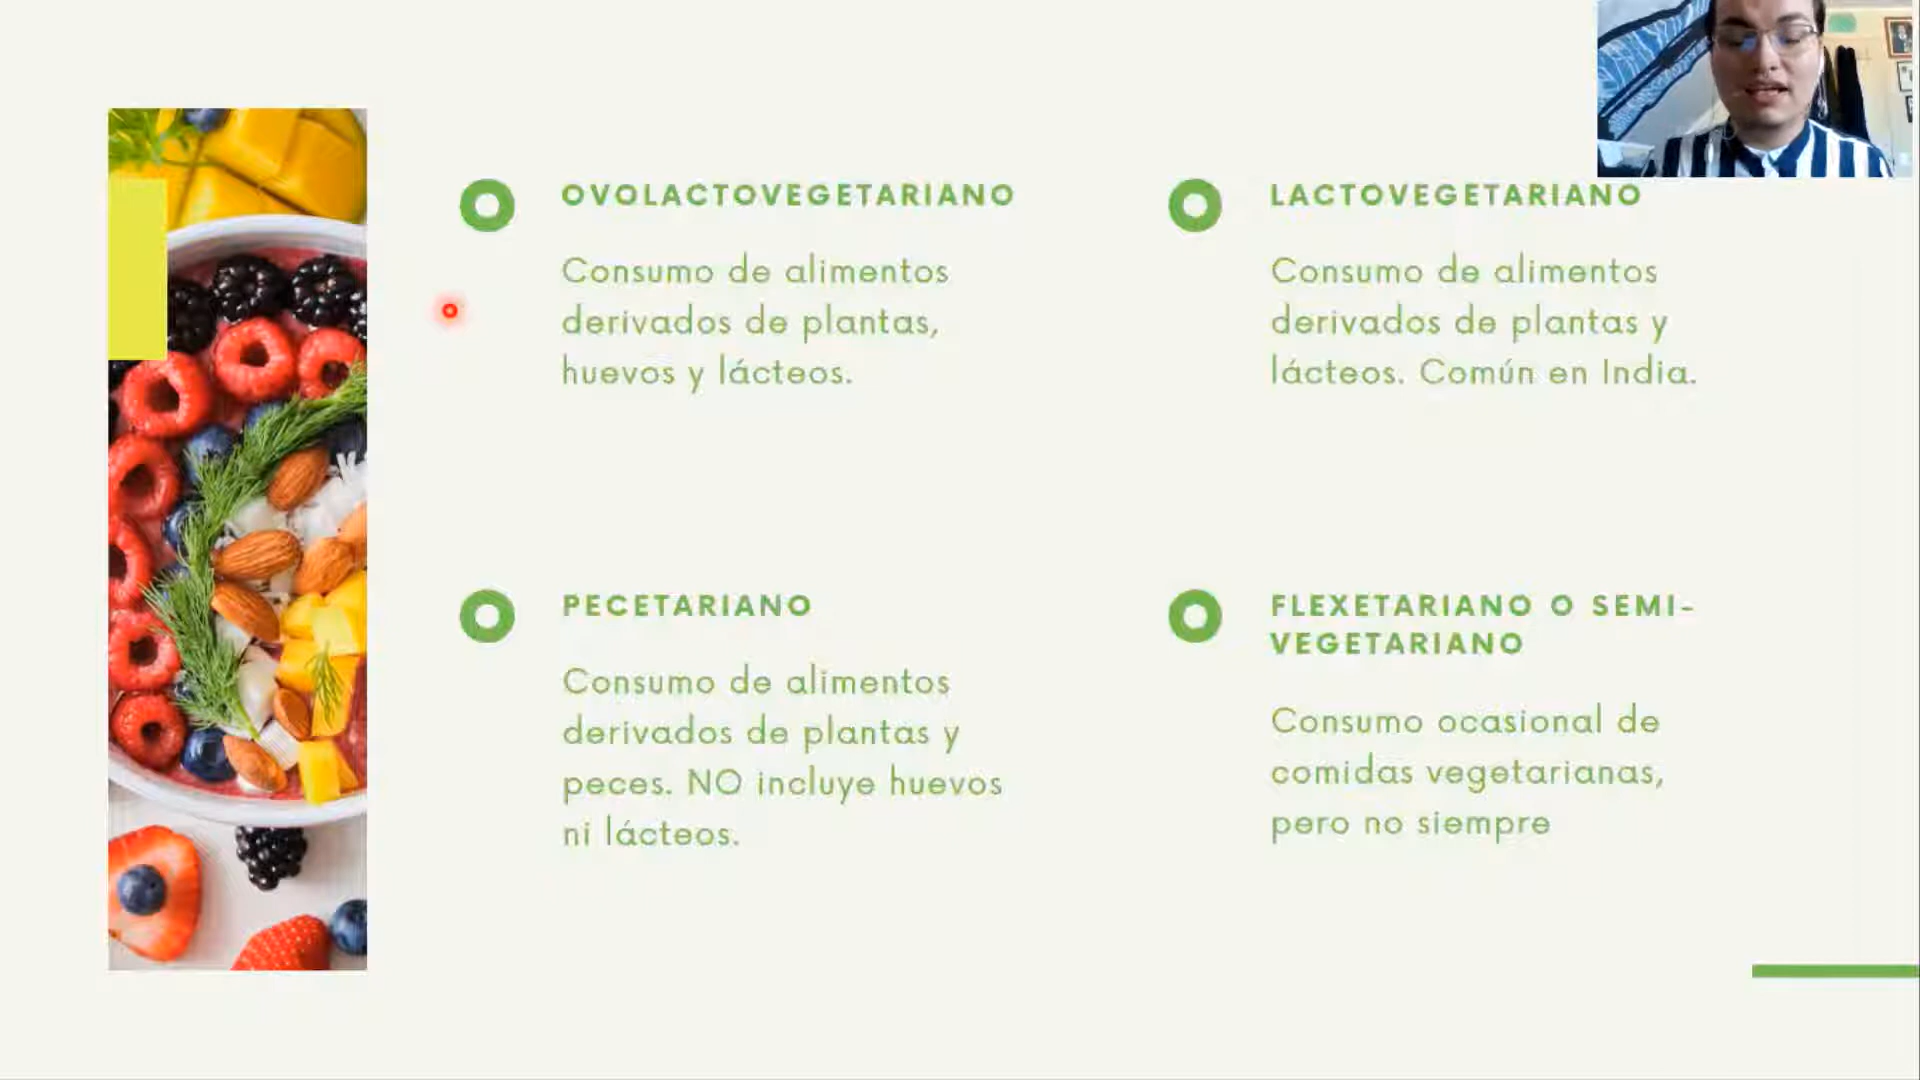 OVOLACTOVEGETARIANO
Consumo de alimentos
derivados de plantas,
huevos y lácteos.
LACTOVEGETARIANO
Consumo de alimentos
derivados de plantas y
lácteos. Común en India.
PECETARIANO
Consumo de alimentos
derivados de plantas y
peces. NO incluye huevos
ni lácteos.
FLEXETARIANO O SEMI-
VEGETARIANO
Consumo ocasional de
comidas vegetarianas,
pero no siempre